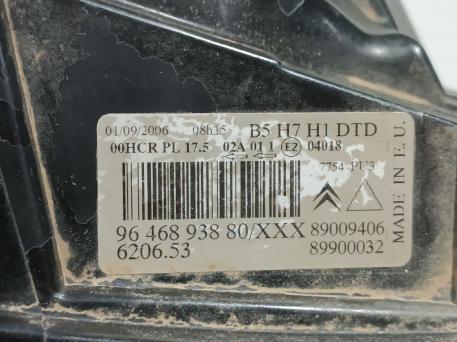 01/09/2006 08h15 B5 H7 H1 DTD
00HCR PL 17.5 02A 01 1 E2 04018
7754 PU3
96 468 938 80/XXX 89009406
6206.53 89900032
MADE IN E.U.